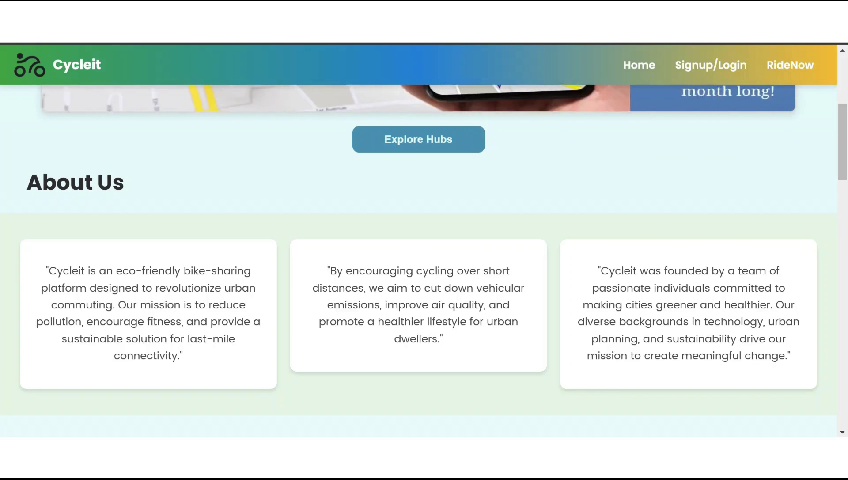 Cycleit
Home Signup/Login RideNow
month long!
Explore Hubs
About Us
"Cycleit is an eco-friendly bike-sharing
platform designed to revolutionize urban
commuting. Our mission is to reduce
pollution, encourage fitness, and provide a
sustainable solution for last-mile
connectivity."
"By encouraging cycling over short
distances, we aim to cut down vehicular
emissions, improve air quality, and
promote a healthier lifestyle for urban
dwellers."
"Cycleit was founded by a team of
passionate individuals committed to
making cities greener and healthier. Our
diverse backgrounds in technology, urban
planning, and sustainability drive our
mission to create meaningful change."